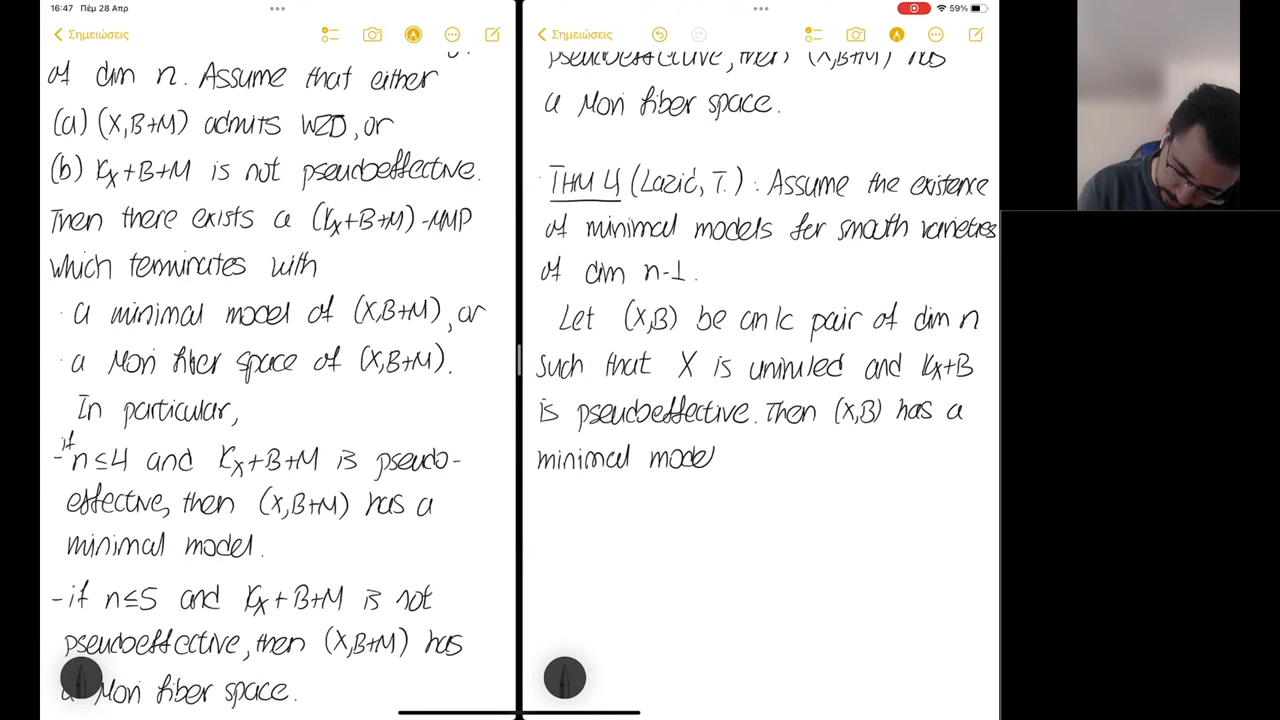 16:47 Πέμ 28 Απρ
59%
Σημειώσεις
of dim n. Assume that either
(a) (X,B+M) admits WZD, or
(b) K_X+B+M is not pseudoeffective.
Then there exists a (K_X+B+M)-MMP
which terminates with
· a minimal model of (X,B+M), or
· a Mori fiber space of (X,B+M).
In particular,
- if n≤4 and K_X+B+M is pseudo-
effective, then (X,B+M) has a
minimal model.
- if n≤5 and K_X+B+M is not
pseudoeffective, then (X,B+M) has
a Mori fiber space.
Σημειώσεις
pseudoeffective, then (X,B+M) has
a Mori fiber space.
THM 4 (Lazić, T.): Assume the existence
of minimal models for smooth varieties
of dim n-1.
Let (X,B) be an lc pair of dim n
such that X is uniruled and K_X+B
is pseudoeffective. Then (X,B) has a
minimal model